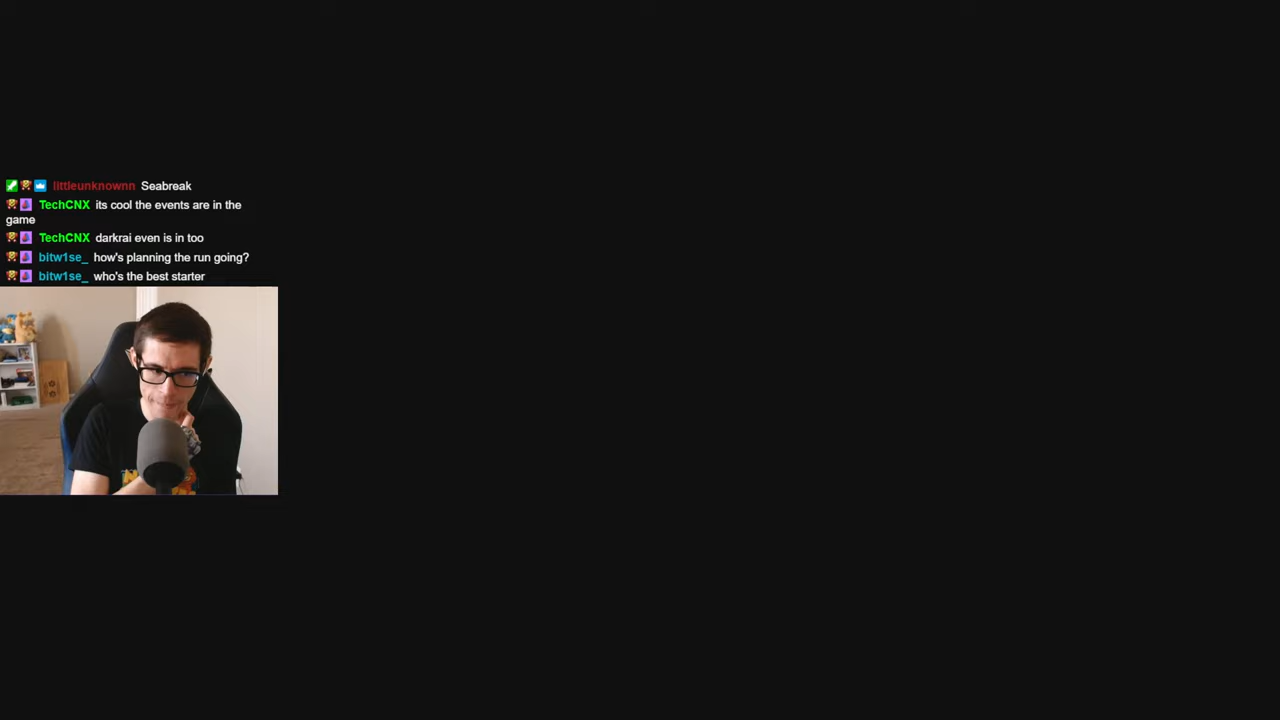 littleunknownn Seabreak
TechCNX its cool the events are in the
game
TechCNX darkrai even is in too
bitw1se_ how's planning the run going?
bitw1se_ who's the best starter